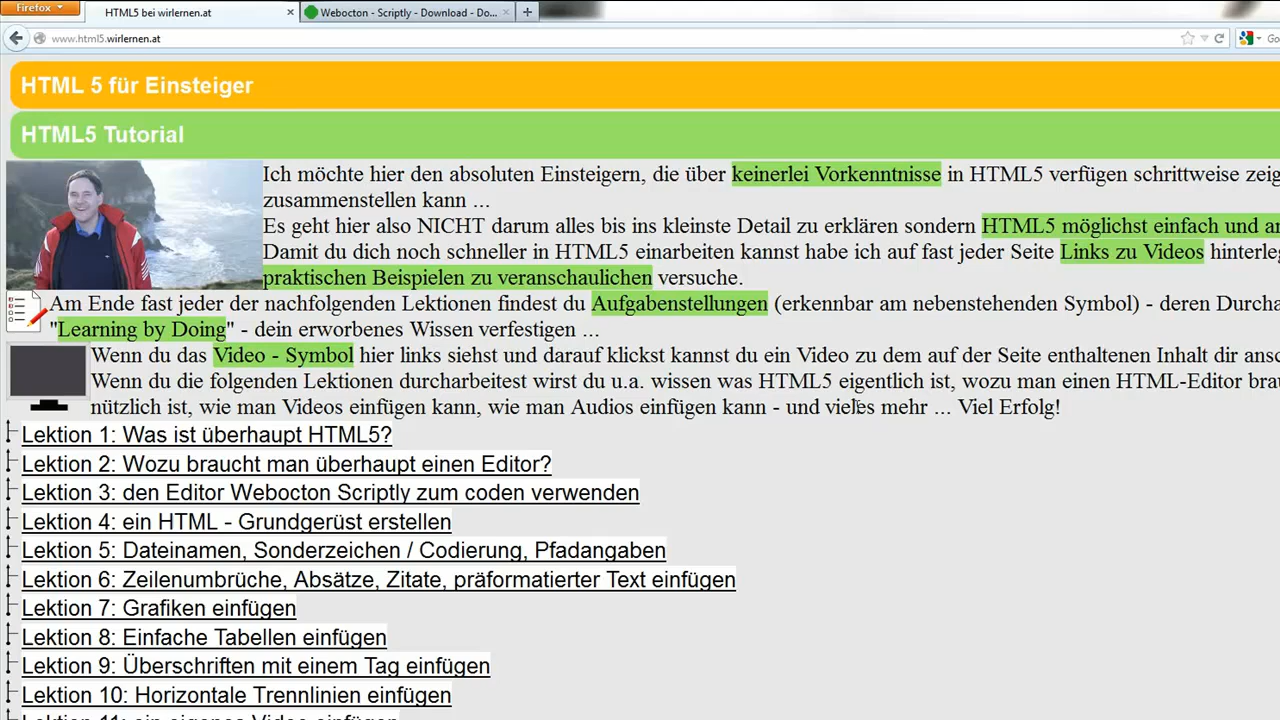 Firefox
HTML5 bei wirlernen.at
Webocton - Scriptly - Download - Do...
www.html5.wirlernen.at
HTML 5 für Einsteiger
HTML5 Tutorial
Ich möchte hier den absoluten Einsteigern, die über keinerlei Vorkenntnisse in HTML5 verfügen schrittweise zeig
zusammenstellen kann ...
Es geht hier also NICHT darum alles bis ins kleinste Detail zu erklären sondern HTML5 möglichst einfach und an
Damit du dich noch schneller in HTML5 einarbeiten kannst habe ich auf fast jeder Seite Links zu Videos hinterleg
praktischen Beispielen zu veranschaulichen versuche.
Am Ende fast jeder der nachfolgenden Lektionen findest du Aufgabenstellungen (erkennbar am nebenstehenden Symbol) - deren Durcha
"Learning by Doing" - dein erworbenes Wissen verfestigen ...
Wenn du das Video - Symbol hier links siehst und darauf klickst kannst du ein Video zu dem auf der Seite enthaltenen Inhalt dir ansc
Wenn du die folgenden Lektionen durcharbeitest wirst du u.a. wissen was HTML5 eigentlich ist, wozu man einen HTML-Editor brau
nützlich ist, wie man Videos einfügen kann, wie man Audios einfügen kann - und vieles mehr ... Viel Erfolg!
Lektion 1: Was ist überhaupt HTML5?
Lektion 2: Wozu braucht man überhaupt einen Editor?
Lektion 3: den Editor Webocton Scriptly zum coden verwenden
Lektion 4: ein HTML - Grundgerüst erstellen
Lektion 5: Dateinamen, Sonderzeichen / Codierung, Pfadangaben
Lektion 6: Zeilenumbrüche, Absätze, Zitate, präformatierter Text einfügen
Lektion 7: Grafiken einfügen
Lektion 8: Einfache Tabellen einfügen
Lektion 9: Überschriften mit einem Tag einfügen
Lektion 10: Horizontale Trennlinien einfügen
Lektion 11: ein eigenes Video einfügen